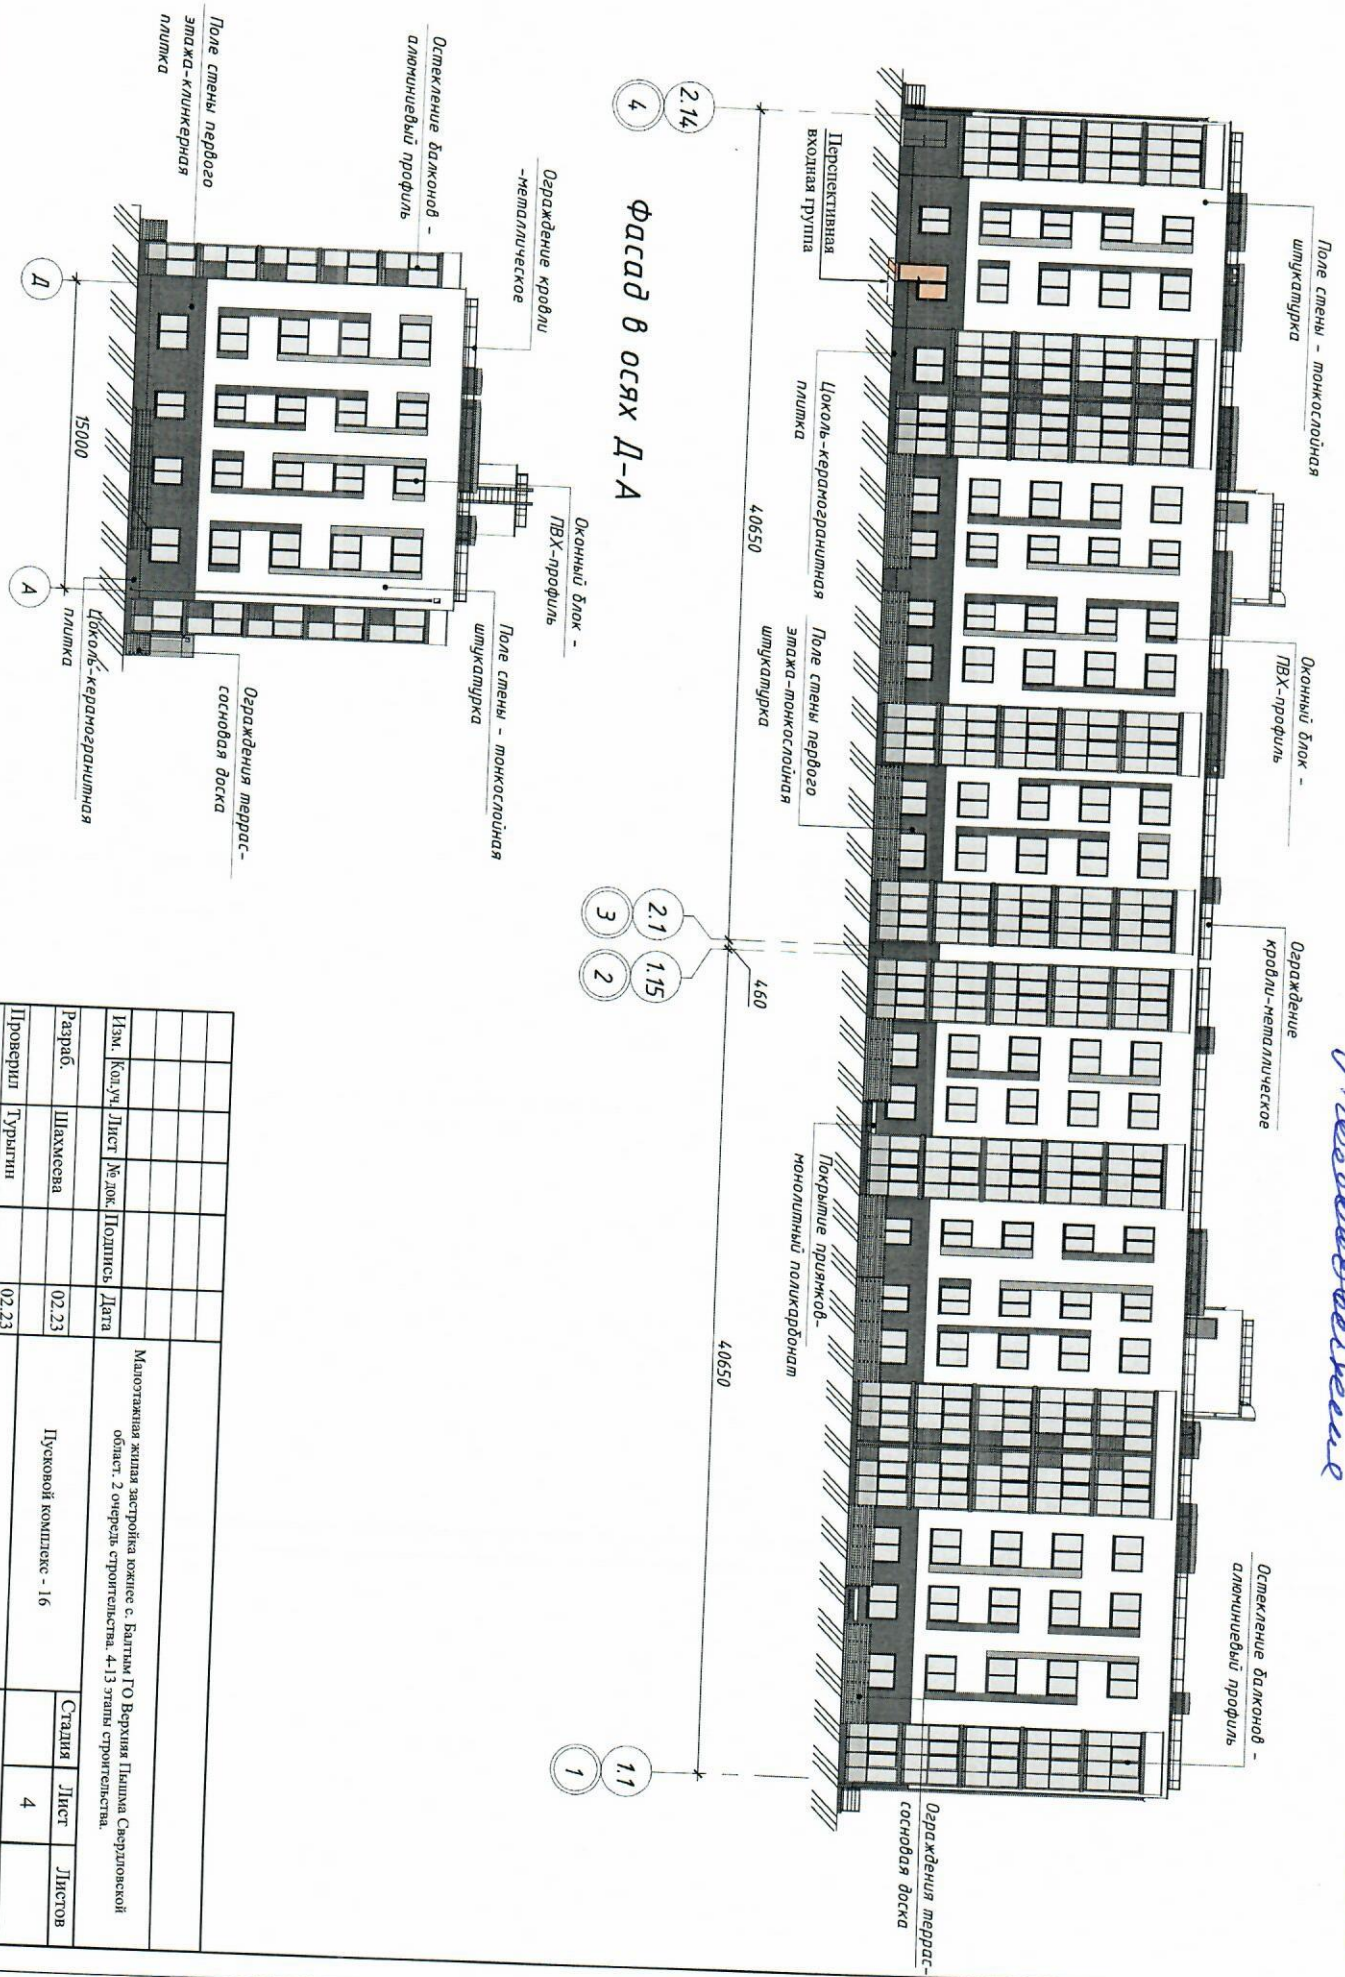 Поле стены - тонкослойная
штукатурка
Оконный блок -
ПВХ-профиль
Ограждение
кровли-металлическое
Остекление балконов -
алюминиевый профиль
Перспективная
входная группа
Цоколь-керамогранитная
плитка
Поле стены первого
этажа-тонкослойная
штукатурка
Покрытие приямков-
монолитный поликарбонат
Ограждения террас-
сосновая доска
40650
460
40650
2.14
4
2.1
3
1.15
2
1.1
1
Фасад в осях Д-А
Ограждение кровли
-металлическое
Остекление балконов -
алюминиевый профиль
Поле стены первого
этажа-клинкерная
плитка
Оконный блок -
ПВХ-профиль
Поле стены - тонкослойная
штукатурка
Ограждения террас-
сосновая доска
Цоколь-керамогранитная
плитка
15000
Д
А
Малоэтажная жилая застройка южнее с. Балтым ГО Верхняя Пышма Свердловской
област. 2 очередь строительства. 4-13 этапы строительства.
Изм. Кол.уч. Лист № док. Подпись Дата
Разраб. Шахмеева 02.23
Проверил Турыгин 02.23
Пусковой комплекс - 16
Стадия Лист Листов
4